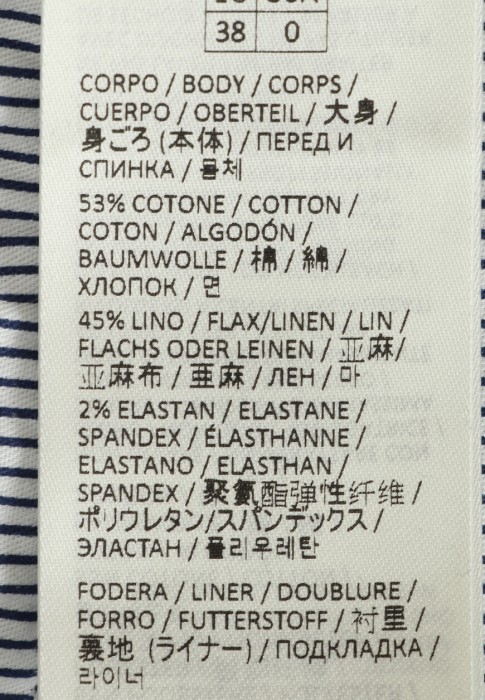 38 0
CORPO / BODY / CORPS /
CUERPO / OBERTEIL / 大身 /
身ごろ (本体) / ПЕРЕД И
СПИНКА / 몸체
53% COTONE / COTTON /
COTON / ALGODÓN /
BAUMWOLLE / 棉 / 綿 /
ХЛОПОК / 면
45% LINO / FLAX/LINEN / LIN /
FLACHS ODER LEINEN / 亚麻/
亚麻布 / 亜麻 / ЛЕН / 마
2% ELASTAN / ELASTANE /
SPANDEX / ÉLASTHANNE /
ELASTANO / ELASTHAN /
SPANDEX / 聚氨酯弹性纤维 /
ポリウレタン/スパンデックス /
ЭЛАСТАН / 폴리우레탄
FODERA / LINER / DOUBLURE /
FORRO / FUTTERSTOFF / 衬里 /
裏地 (ライナー) / ПОДКЛАДКА /
라이너